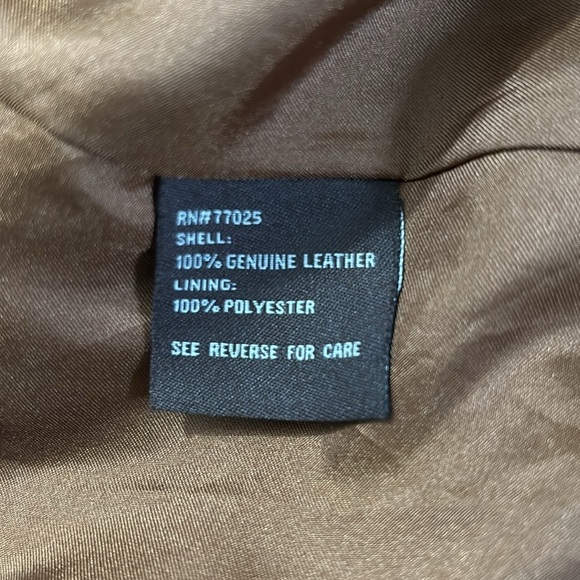 RN#77025
SHELL:
100% GENUINE LEATHER
LINING:
100% POLYESTER
SEE REVERSE FOR CARE